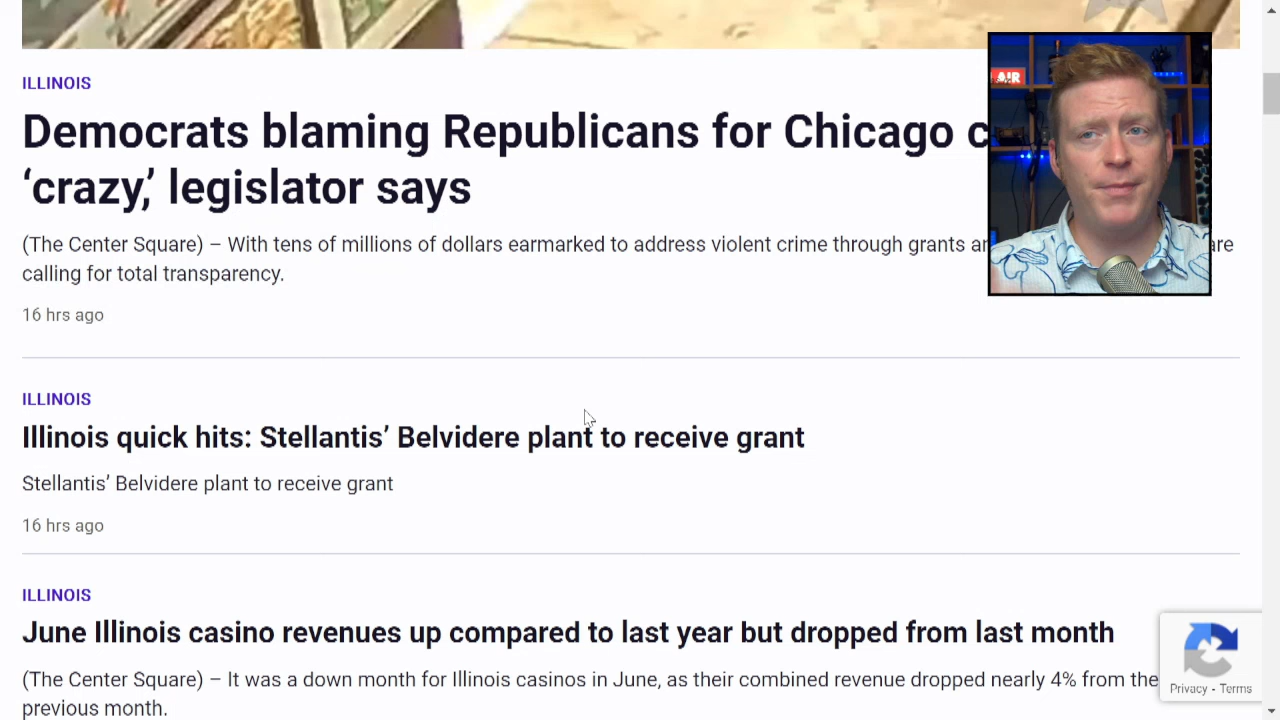 ILLINOIS
Democrats blaming Republicans for Chicago
‘crazy,’ legislator says
(The Center Square) – With tens of millions of dollars earmarked to address violent crime through grants
calling for total transparency.
16 hrs ago
ILLINOIS
Illinois quick hits: Stellantis’ Belvidere plant to receive grant
Stellantis’ Belvidere plant to receive grant
16 hrs ago
ILLINOIS
June Illinois casino revenues up compared to last year but dropped from last month
(The Center Square) – It was a down month for Illinois casinos in June, as their combined revenue dropped nearly 4% from the
previous month.
AIR
Privacy - Terms